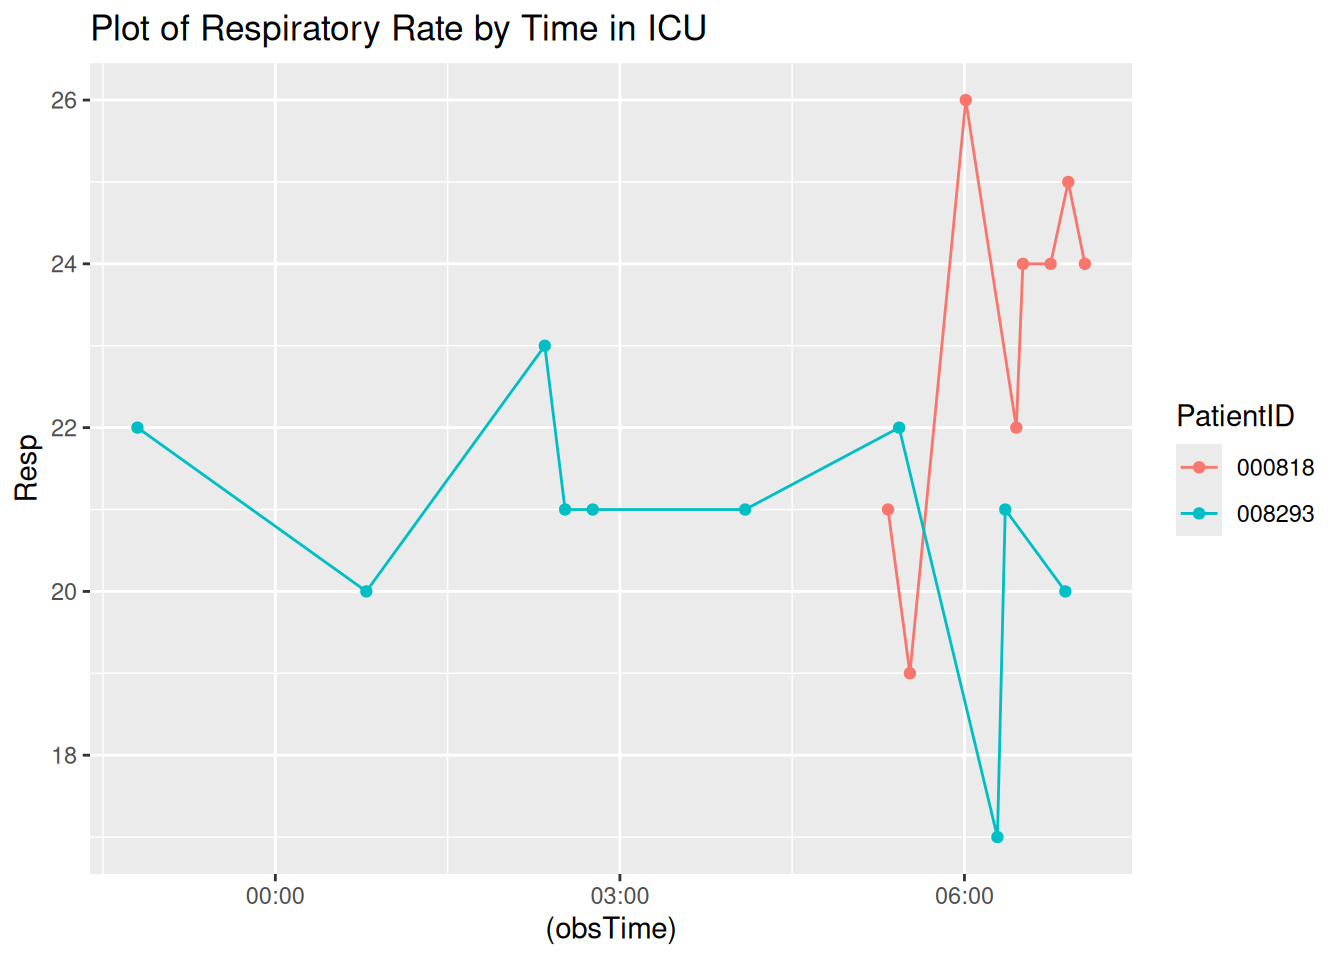 Plot of Respiratory Rate by Time in ICU
26
24
22
20
18
Resp
00:00
03:00
06:00
(obsTime)
PatientID
000818
008293